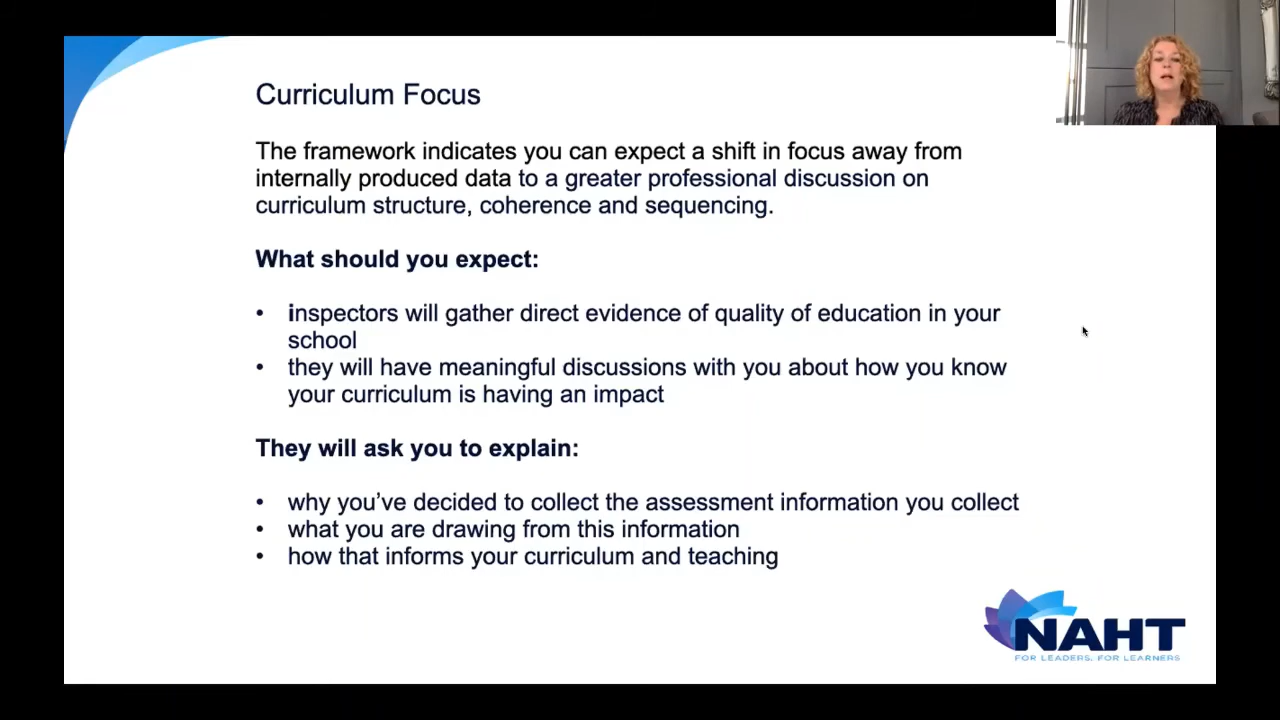 Curriculum Focus
The framework indicates you can expect a shift in focus away from
internally produced data to a greater professional discussion on
curriculum structure, coherence and sequencing.
What should you expect:
• inspectors will gather direct evidence of quality of education in your
school
• they will have meaningful discussions with you about how you know
your curriculum is having an impact
They will ask you to explain:
• why you’ve decided to collect the assessment information you collect
• what you are drawing from this information
• how that informs your curriculum and teaching
NAHT
FOR LEADERS, FOR LEARNERS